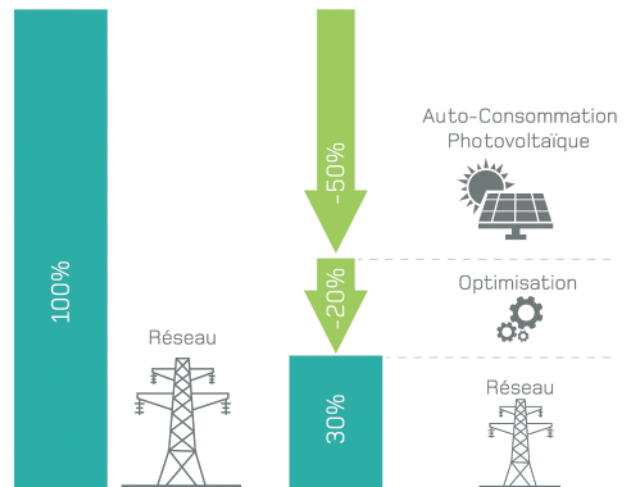 100%
Réseau
-50%
Auto-Consommation
Photovoltaïque
-20%
Optimisation
30%
Réseau